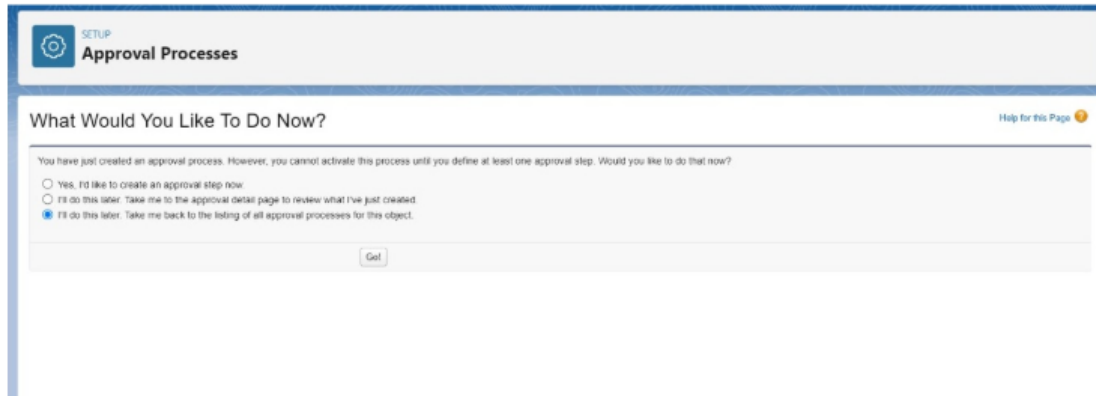 SETUP
Approval Processes
What Would You Like To Do Now?
Help for this Page
You have just created an approval process. However, you cannot activate this process until you define at least one approval step. Would you like to do that now?
Yes, I'd like to create an approval step now.
I'll do this later. Take me to the approval detail page to review what I've just created.
I'll do this later. Take me back to the listing of all approval processes for this object.
Go!